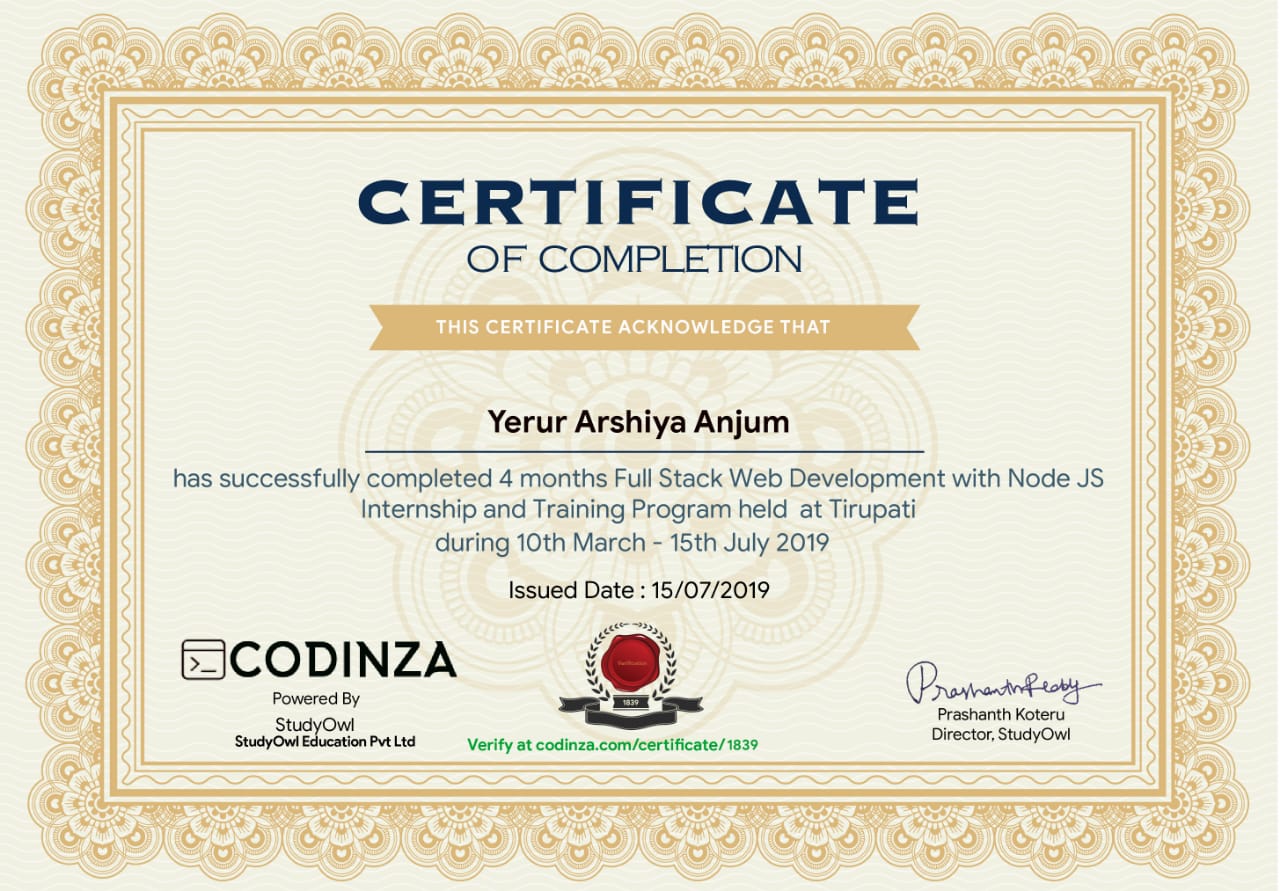 CERTIFICATE
OF COMPLETION
THIS CERTIFICATE ACKNOWLEDGE THAT
Yerur Arshiya Anjum
has successfully completed 4 months Full Stack Web Development with Node JS
Internship and Training Program held at Tirupati
during 10th March - 15th July 2019
Issued Date : 15/07/2019
>_ CODINZA
Powered By
StudyOwl
StudyOwl Education Pvt Ltd
Verification
1839
Verify at codinza.com/certificate/1839
Prashanth Reddy
Prashanth Koteru
Director, StudyOwl